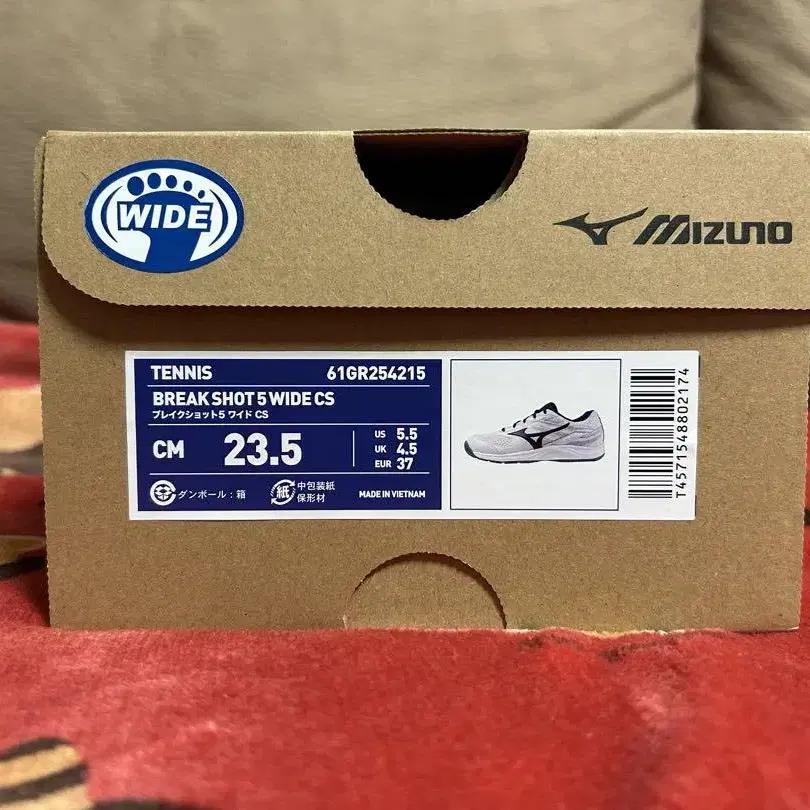 WIDE
MIZUNO
TENNIS 61GR254215
BREAK SHOT 5 WIDE CS
ブレイクショット5 ワイド CS
CM 23.5
US 5.5
UK 4.5
EUR 37
ダンボール：箱
紙 中包装紙
保形材
MADE IN VIETNAM
T4571548802174